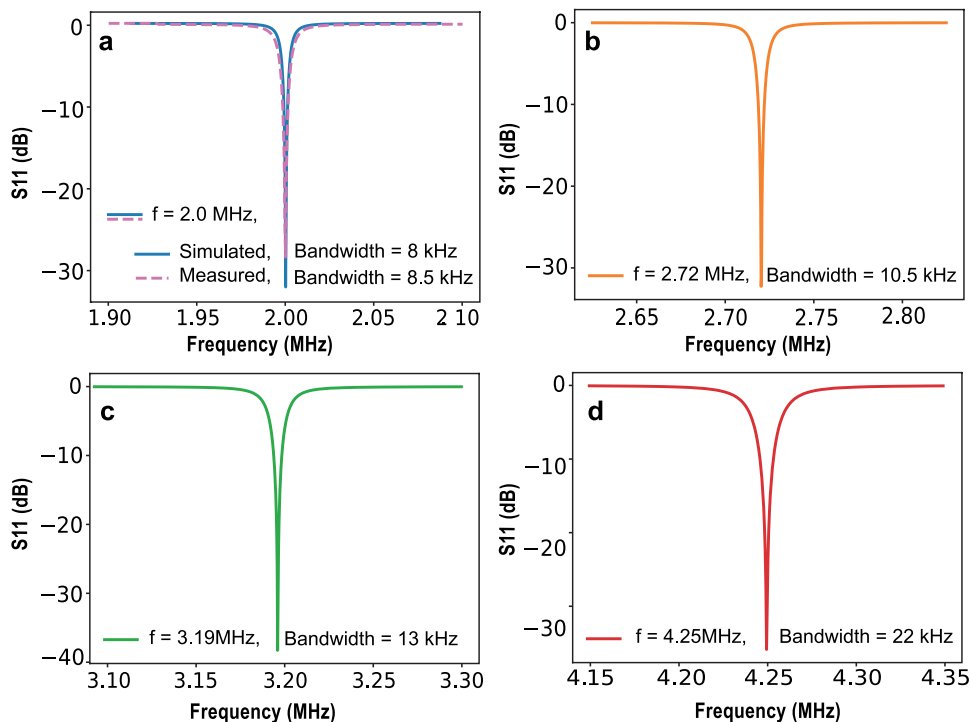 a
0
−10
−20
−30
S11 (dB)
f = 2.0 MHz,
Simulated, Bandwidth = 8 kHz
Measured, Bandwidth = 8.5 kHz
1.90 1.95 2.00 2.05 2 10
Frequency (MHz)
b
0
−10
−20
−30
S11 (dB)
f = 2.72 MHz, Bandwidth = 10.5 kHz
2.65 2.70 2.75 2.80
Frequency (MHz)
c
0
−10
−20
−30
−40
S11 (dB)
f = 3.19MHz, Bandwidth = 13 kHz
3.10 3.15 3.20 3.25 3.30
Frequency (MHz)
d
0
−10
−20
−30
S11 (dB)
f = 4.25MHz, Bandwidth = 22 kHz
4.15 4.20 4.25 4.30 4.35
Frequency (MHz)